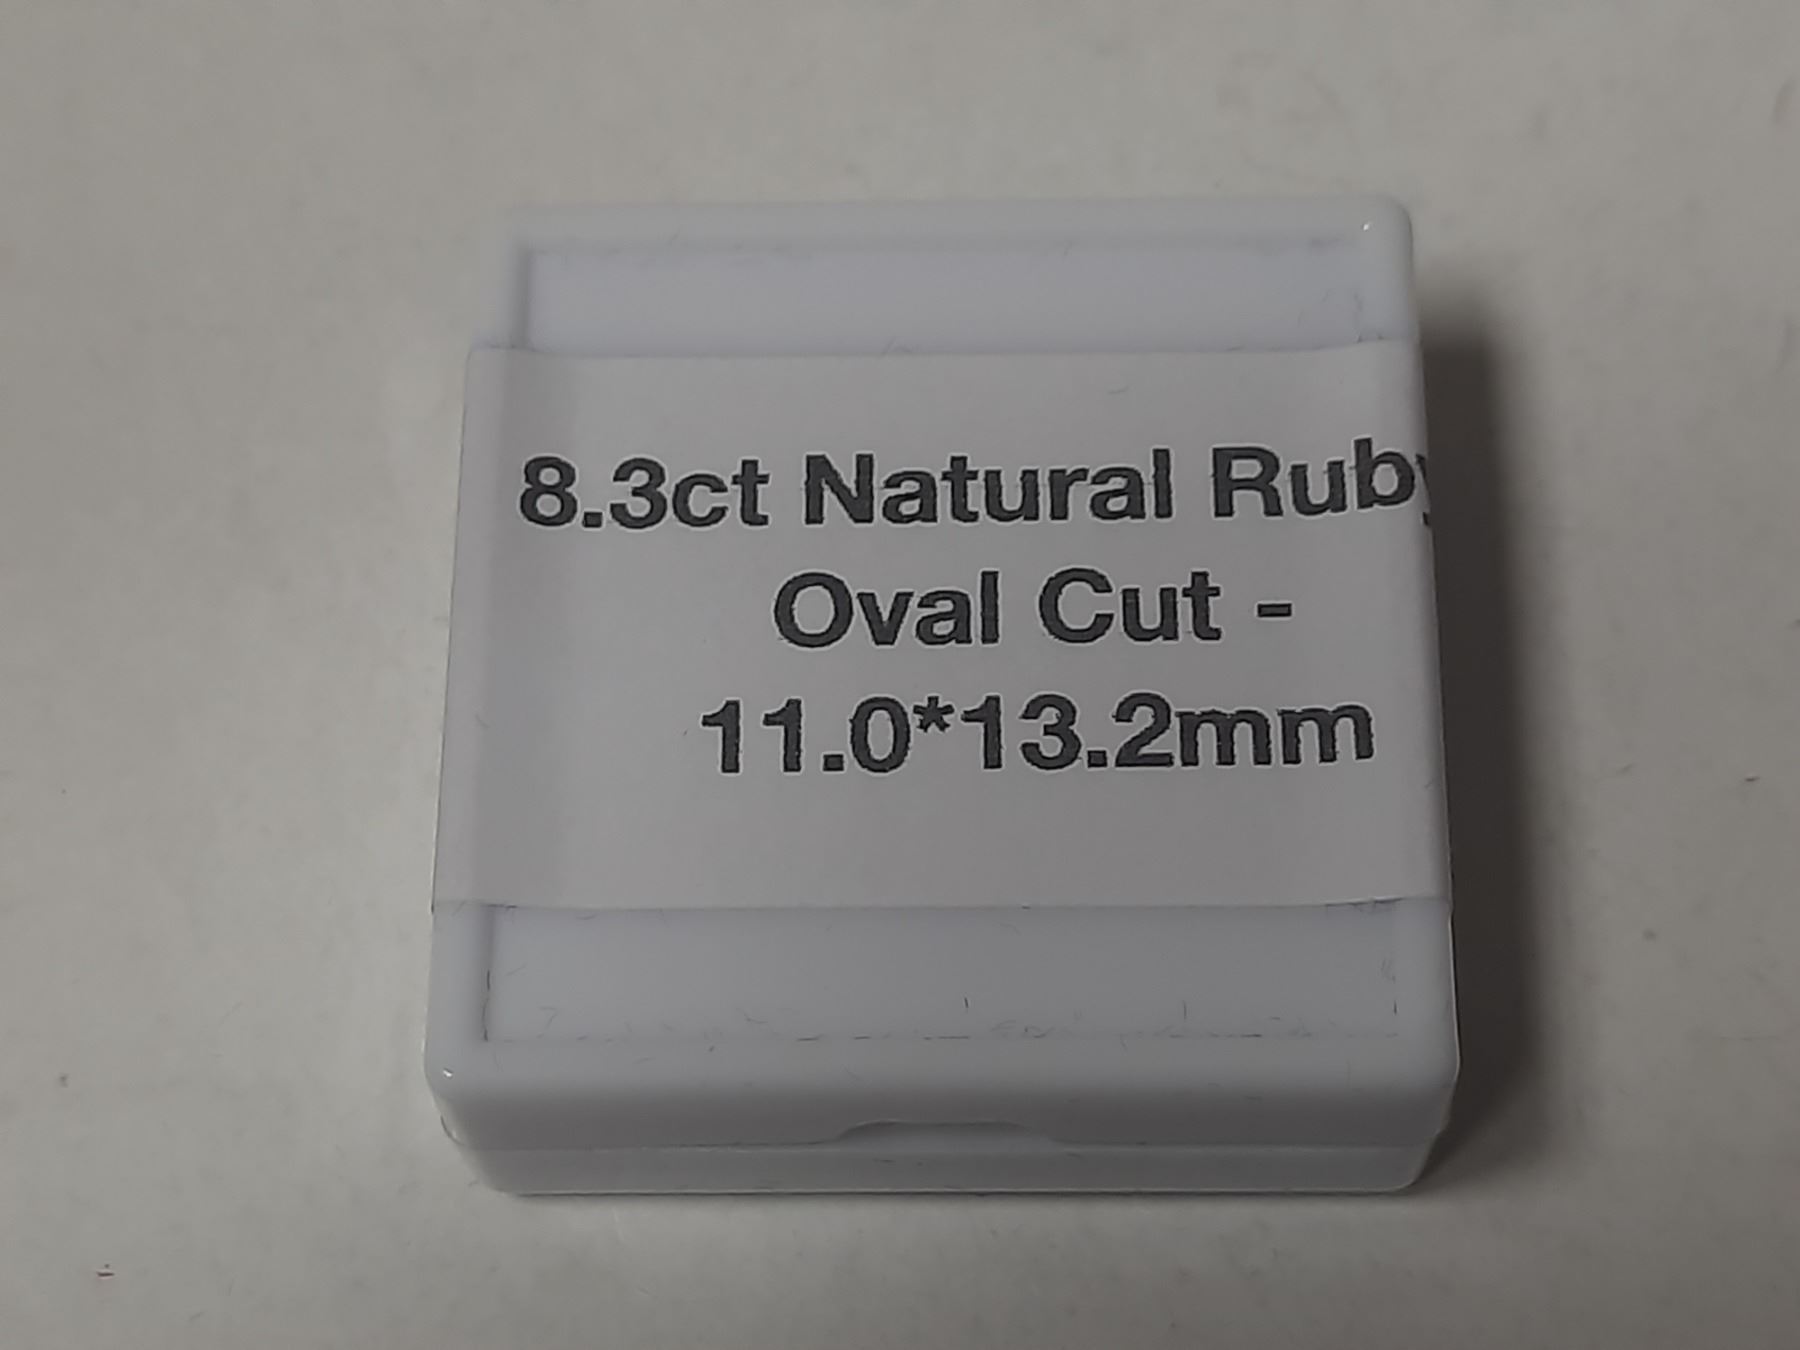 8.3ct Natural Ruby
Oval Cut -
11.0*13.2mm